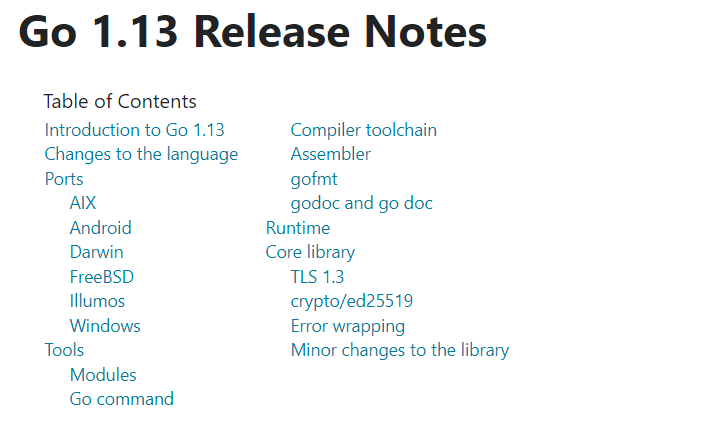 Go 1.13 Release Notes
Table of Contents
Introduction to Go 1.13
Changes to the language
Ports
AIX
Android
Darwin
FreeBSD
Illumos
Windows
Tools
Modules
Go command
Compiler toolchain
Assembler
gofmt
godoc and go doc
Runtime
Core library
TLS 1.3
crypto/ed25519
Error wrapping
Minor changes to the library